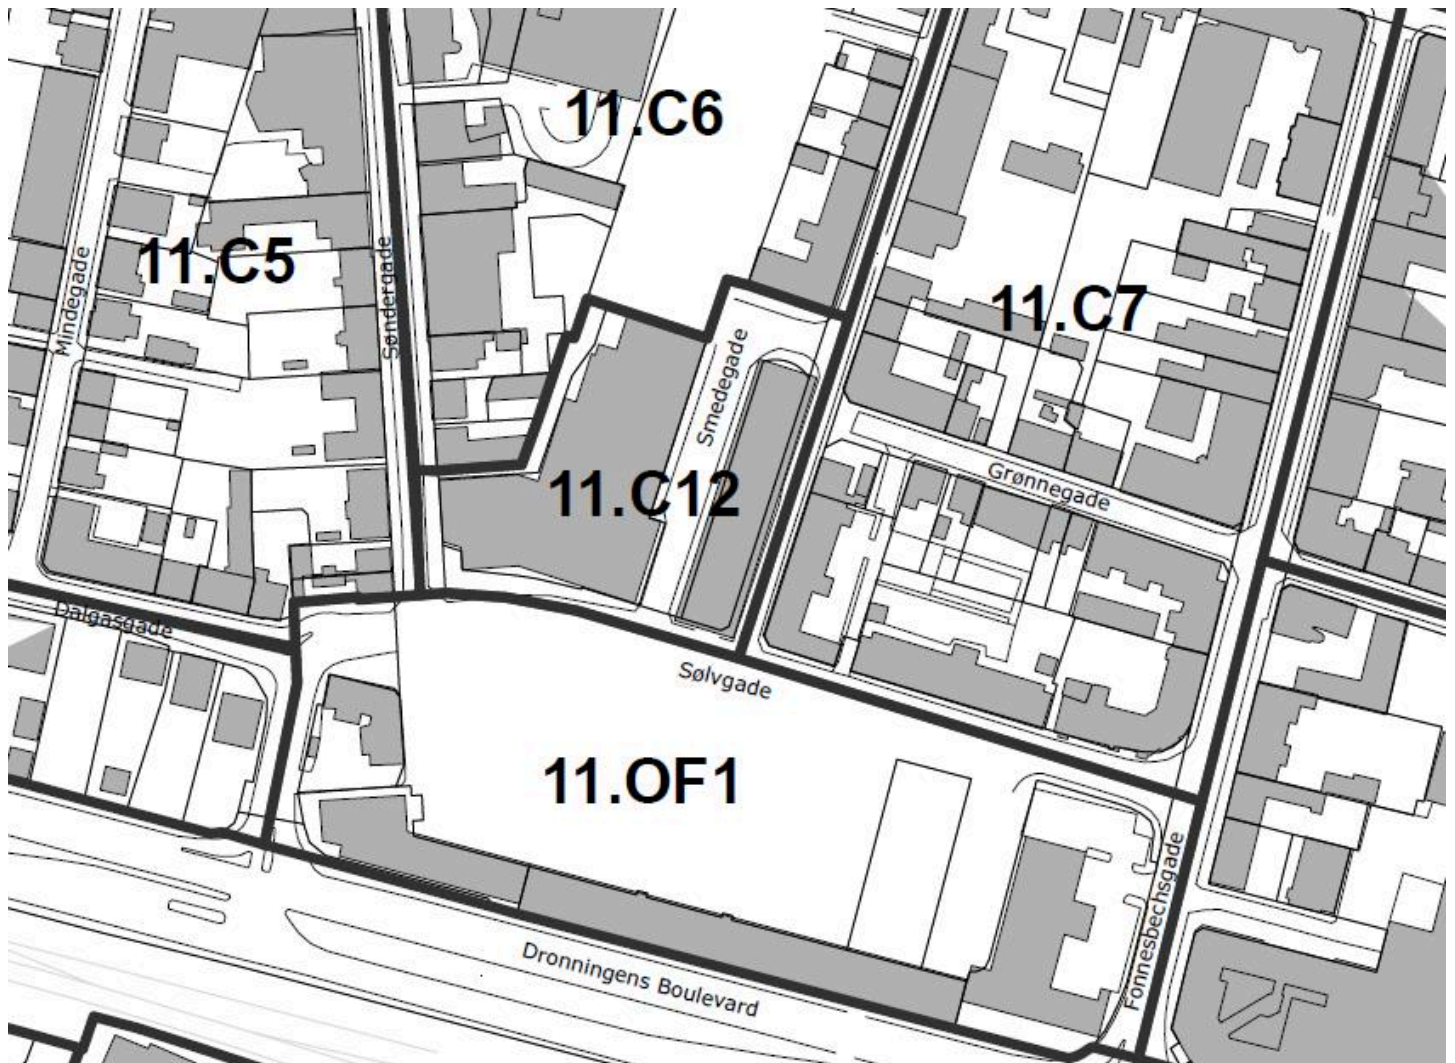 11.C6
11.C5
Mindegade
Søndergade
11.C7
Smedegade
11.C12
Grønnegade
Dalgasgade
Sølvgade
11.OF1
Fonnesbechsgade
Dronningens Boulevard